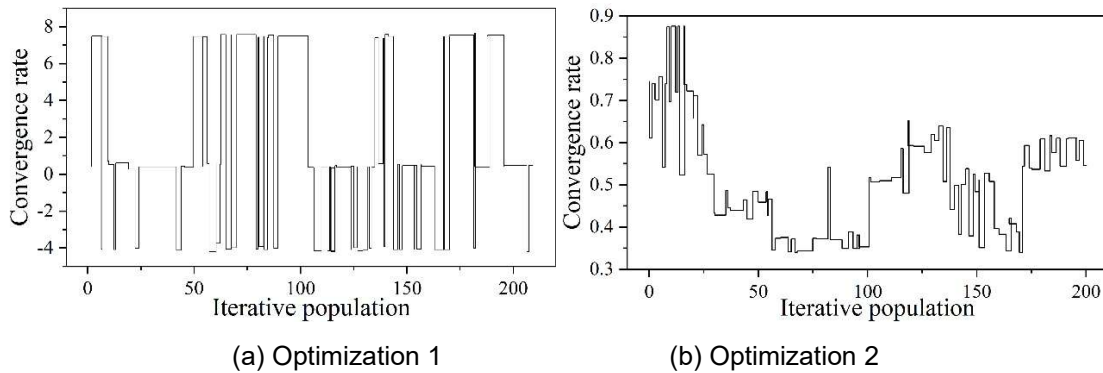 Convergence rate
8
6
4
2
0
-2
-4
0 50 100 150 200
Iterative population
(a) Optimization 1
Convergence rate
0.9
0.8
0.7
0.6
0.5
0.4
0.3
0 50 100 150 200
Iterative population
(b) Optimization 2